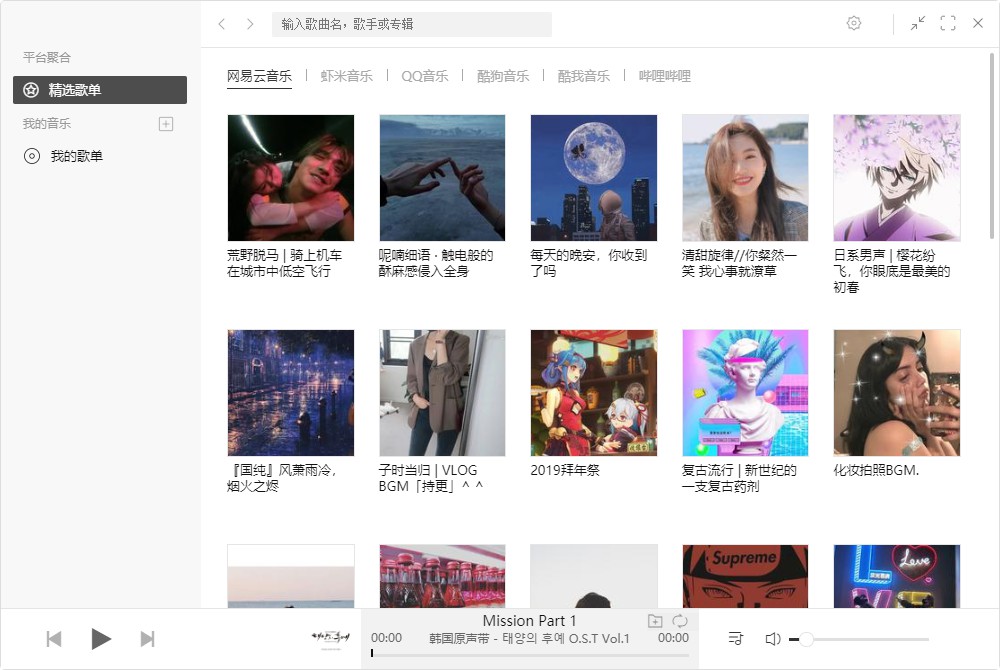 输入歌曲名，歌手或专辑
平台聚合
精选歌单
我的音乐
我的歌单
网易云音乐 | 虾米音乐 | QQ音乐 | 酷狗音乐 | 酷我音乐 | 哔哩哔哩
荒野脱马 | 骑上机车
在城市中低空飞行
呢喃细语 · 触电般的
酥麻感侵入全身
每天的晚安，你收到
了吗
清甜旋律//你粲然一
笑 我心事就潦草
日系男声 | 樱花纷
飞，你眼底是最美的
初春
『国纯』风萧雨冷，
烟火之烬
子时当归 | VLOG
BGM「持更」^ ^
2019拜年祭
复古流行 | 新世纪的
一支复古药剂
化妆拍照BGM.
Supreme
Love
Mission Part 1
00:00
韩国原声带 - 태양의 후예 O.S.T Vol.1
00:00